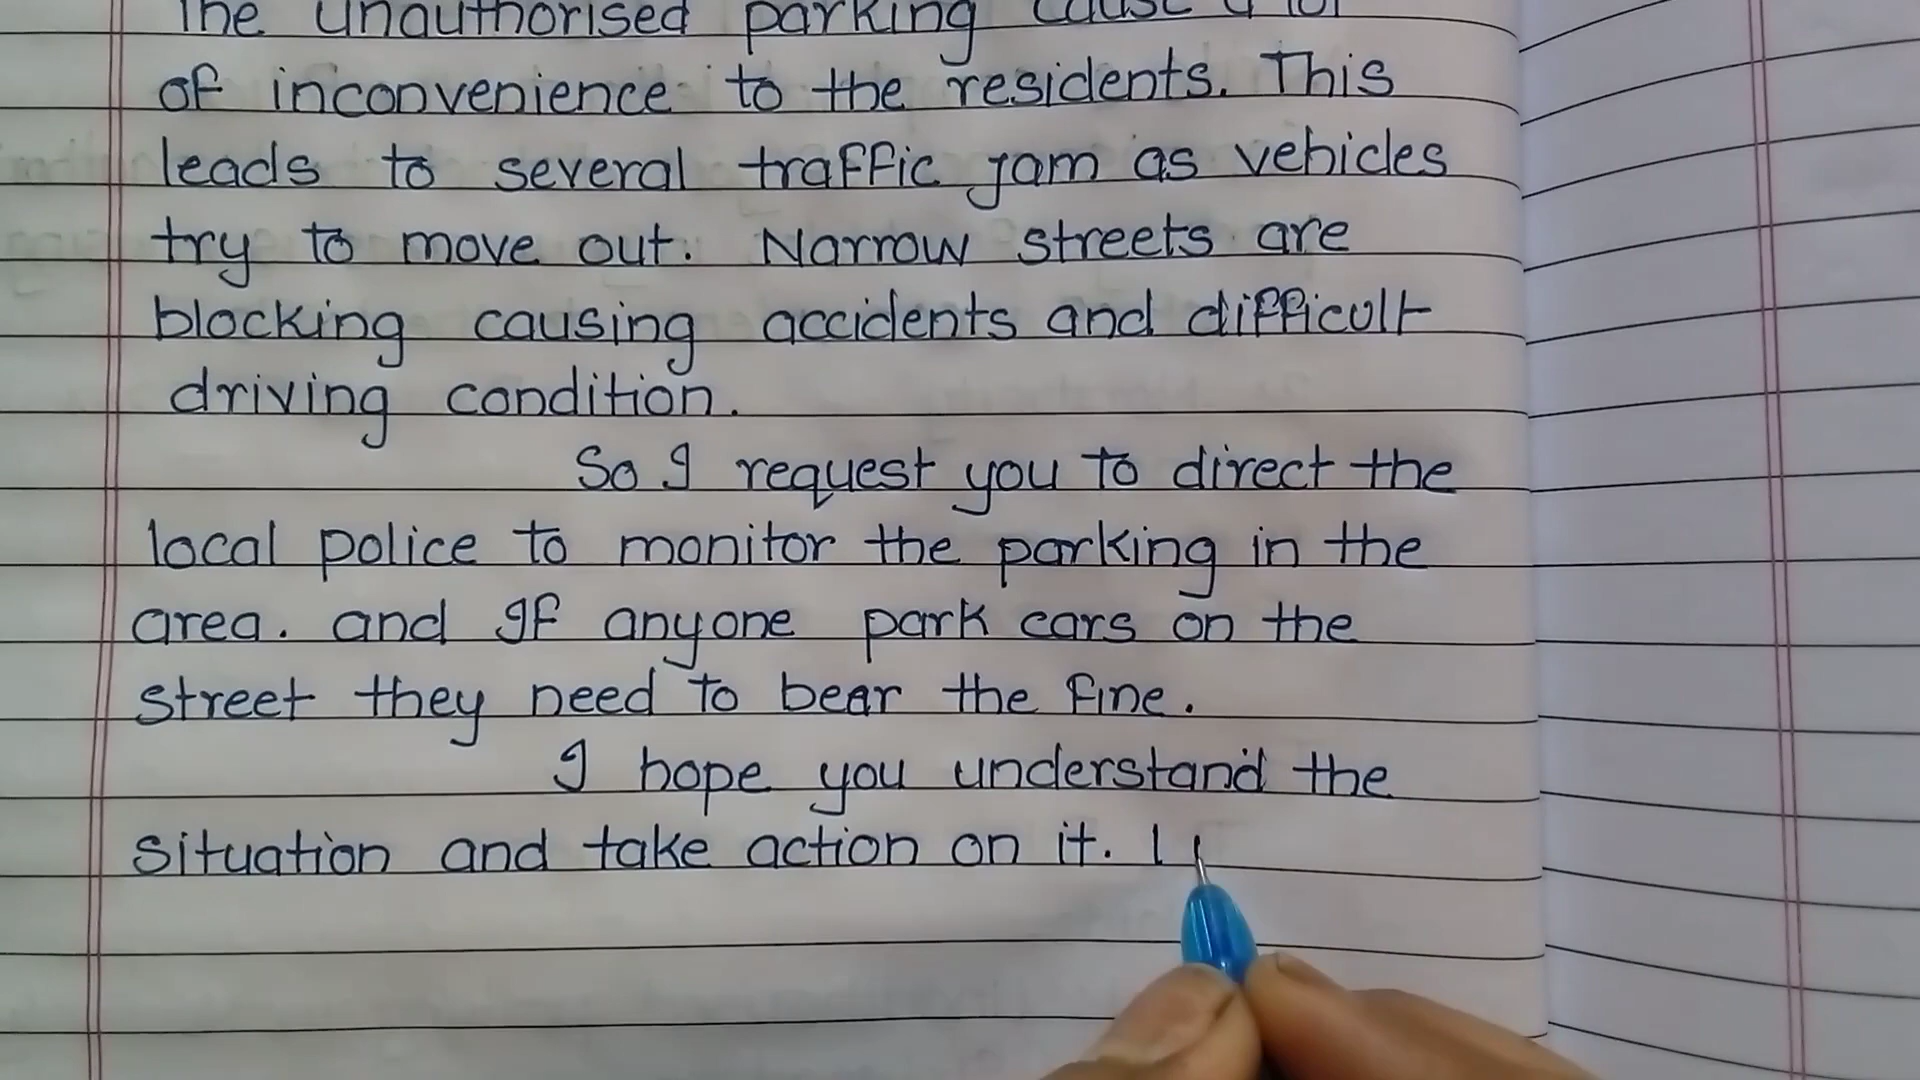 The unauthorised parking cause a lot
of inconvenience to the residents. This
leads to several traffic jam as vehicles
try to move out. Narrow streets are
blocking causing accidents and difficult
driving condition.
So I request you to direct the
local police to monitor the parking in the
area. and If anyone park cars on the
street they need to bear the fine.
I hope you understand the
situation and take action on it.